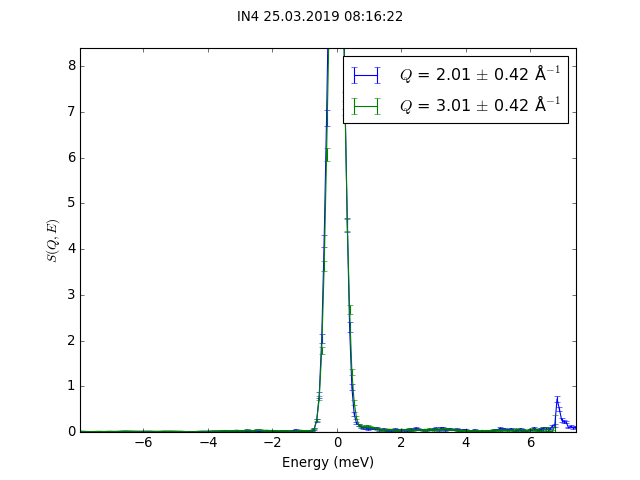 IN4 25.03.2019 08:16:22
Q = 2.01 ± 0.42 Å⁻¹
Q = 3.01 ± 0.42 Å⁻¹
8
7
6
5
4
3
2
1
0
S(Q, E)
−6 −4 −2 0 2 4 6
Energy (meV)